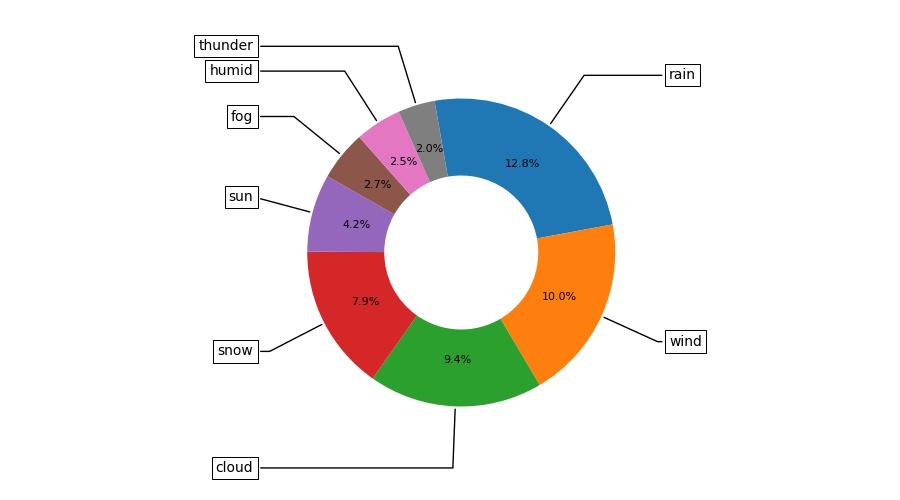 thunder
humid
rain
fog
2.0%
2.5%
12.8%
2.7%
sun
4.2%
10.0%
7.9%
wind
snow
9.4%
cloud